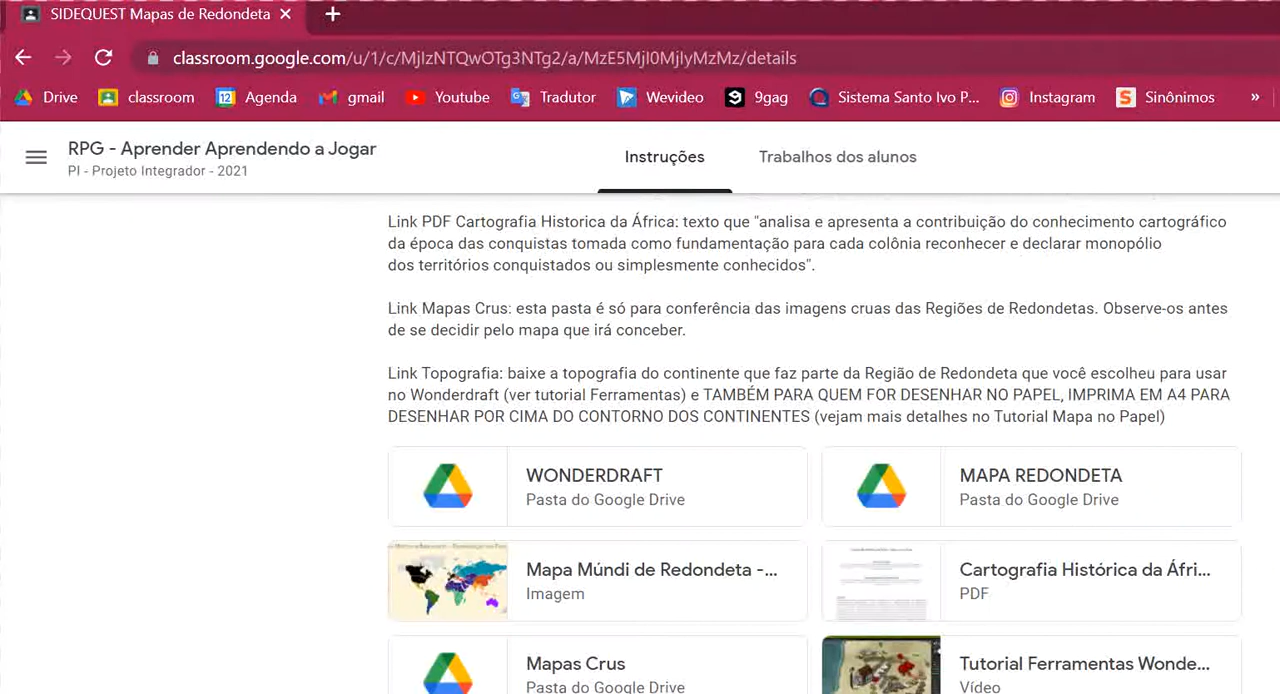 SIDEQUEST Mapas de Redondeta
classroom.google.com/u/1/c/MjIzNTQwOTg3NTg2/a/MzE5MjI0MjIyMzMz/details
Drive classroom 12 Agenda gmail Youtube Tradutor Wevideo 9gag Sistema Santo Ivo P... Instagram S Sinônimos »
RPG - Aprender Aprendendo a Jogar
PI - Projeto Integrador - 2021
Instruções Trabalhos dos alunos
Link PDF Cartografia Historica da África: texto que "analisa e apresenta a contribuição do conhecimento cartográfico
da época das conquistas tomada como fundamentação para cada colônia reconhecer e declarar monopólio
dos territórios conquistados ou simplesmente conhecidos".
Link Mapas Crus: esta pasta é só para conferência das imagens cruas das Regiões de Redondetas. Observe-os antes
de se decidir pelo mapa que irá conceber.
Link Topografia: baixe a topografia do continente que faz parte da Região de Redondeta que você escolheu para usar
no Wonderdraft (ver tutorial Ferramentas) e TAMBÉM PARA QUEM FOR DESENHAR NO PAPEL, IMPRIMA EM A4 PARA
DESENHAR POR CIMA DO CONTORNO DOS CONTINENTES (vejam mais detalhes no Tutorial Mapa no Papel)
WONDERDRAFT
Pasta do Google Drive
MAPA REDONDETA
Pasta do Google Drive
Mapa Múndi de Redondeta -...
Imagem
Cartografia Histórica da Áfri...
PDF
Mapas Crus
Pasta do Google Drive
Tutorial Ferramentas Wonde...
Vídeo